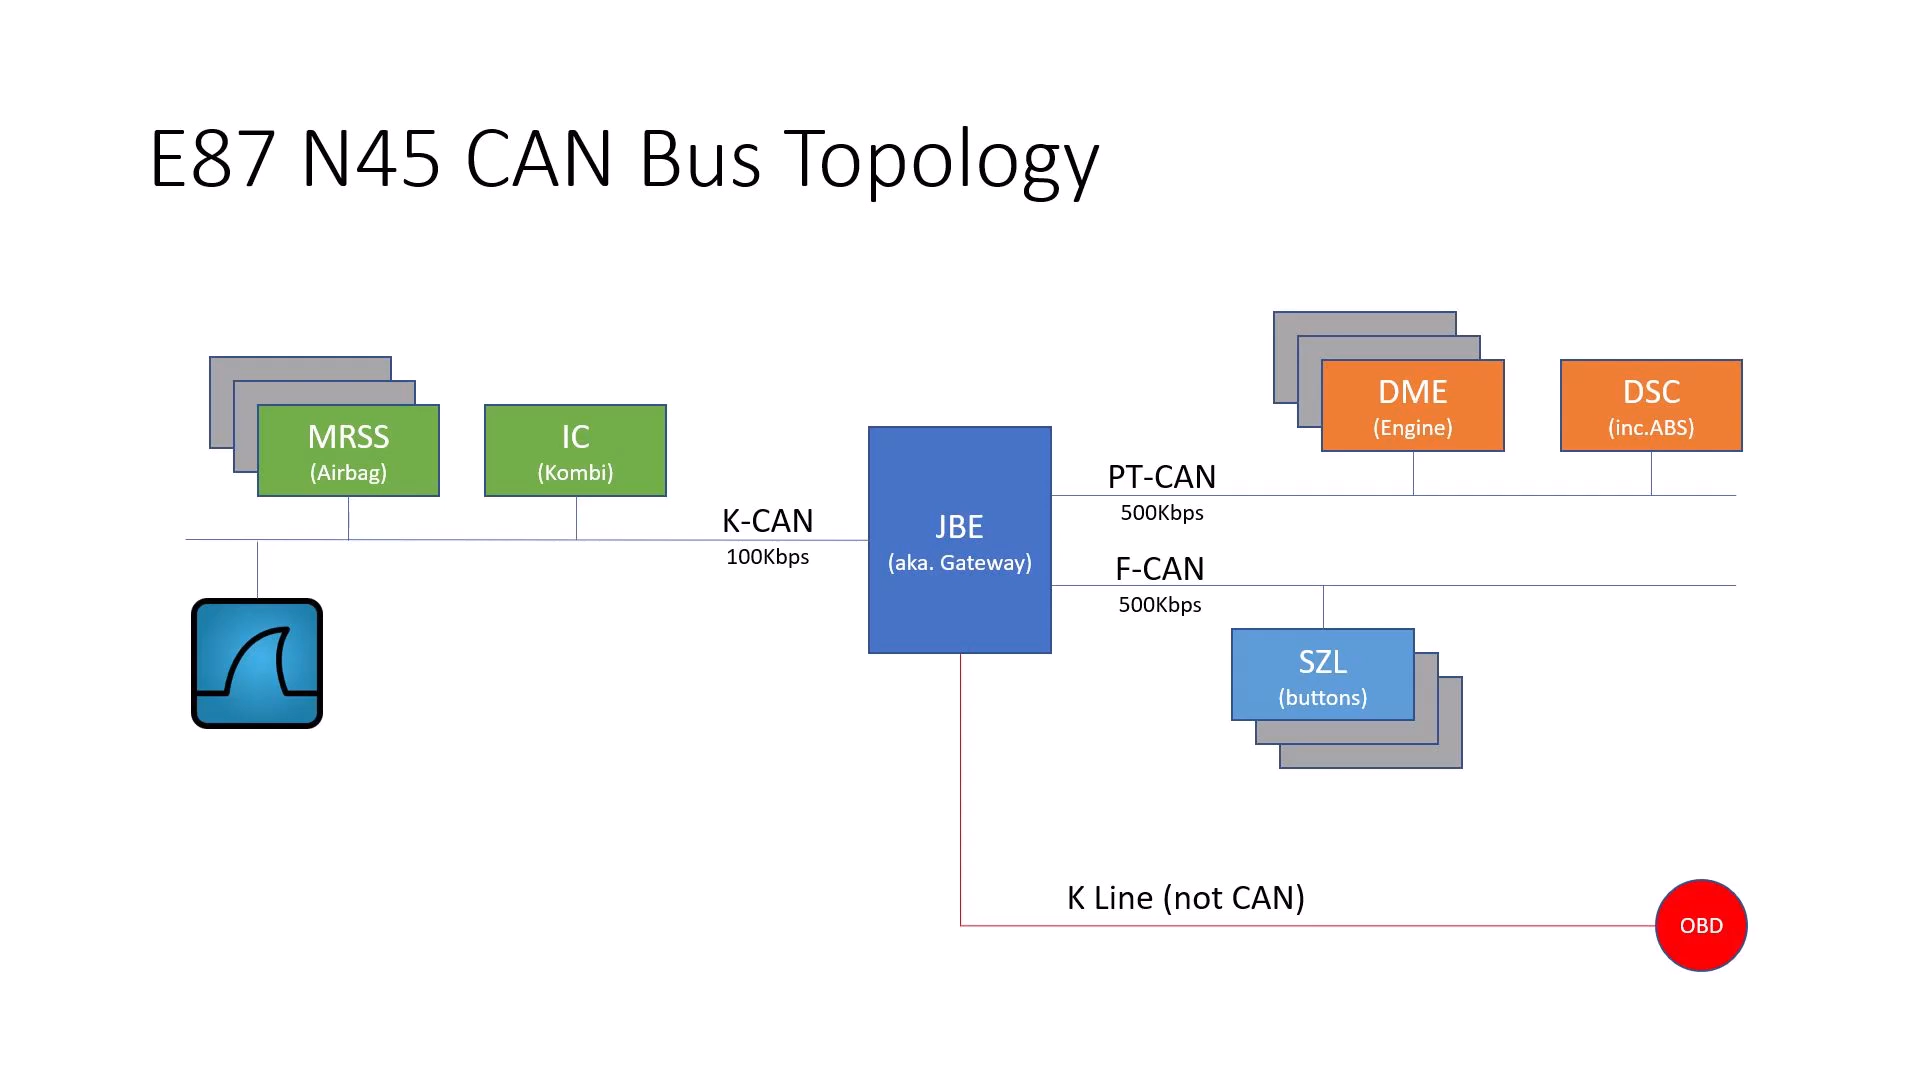 E87 N45 CAN Bus Topology
MRSS
(Airbag)
IC
(Kombi)
K-CAN
100Kbps
JBE
(aka. Gateway)
PT-CAN
500Kbps
DME
(Engine)
DSC
(inc.ABS)
F-CAN
500Kbps
SZL
(buttons)
K Line (not CAN)
OBD